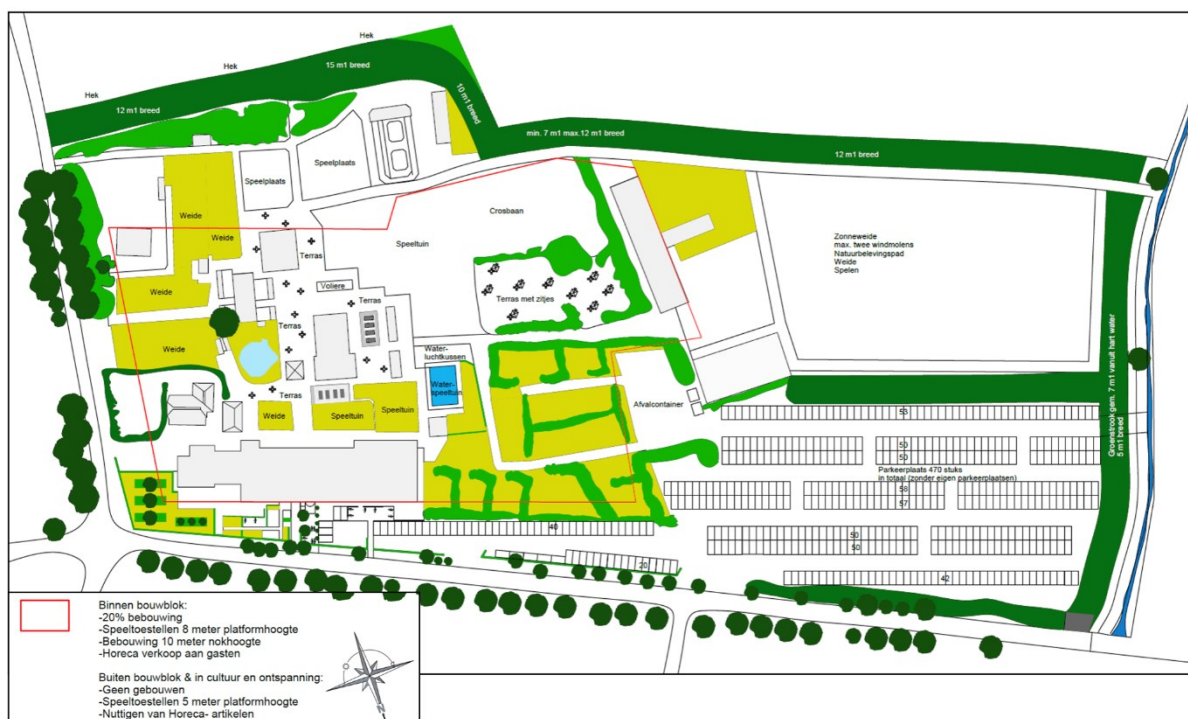 Hek
Hek
15 m1 breed
Hek
12 m1 breed
10 m1 breed
min. 7 m1 max.12 m1 breed
12 m1 breed
Speelplaats
Speelplaats
Weide
Weide
Terras
Crosbaan
Speeltuin
Zonneweide
max. twee windmolens
Natuurbelevingspad
Weide
Spelen
Weide
Voliere
Terras
Terras met zitjes
Terras
Weide
Water-
luchtkussen
Water-
speeltuin
Terras
Weide
Speeltuin
Speeltuin
Afvalcontainer
Groenstrook gem. 7 m1 vanuit hart water
5 m1 breed
53
50
50
Parkeerplaats 470 stuks
in totaal (zonder eigen parkeerplaatsen)
58
57
40
50
50
20
42
Binnen bouwblok:
-20% bebouwing
-Speeltoestellen 8 meter platformhoogte
-Bebouwing 10 meter nokhoogte
-Horeca verkoop aan gasten
Buiten bouwblok & in cultuur en ontspanning:
-Geen gebouwen
-Speeltoestellen 5 meter platformhoogte
-Nuttigen van Horeca- artikelen